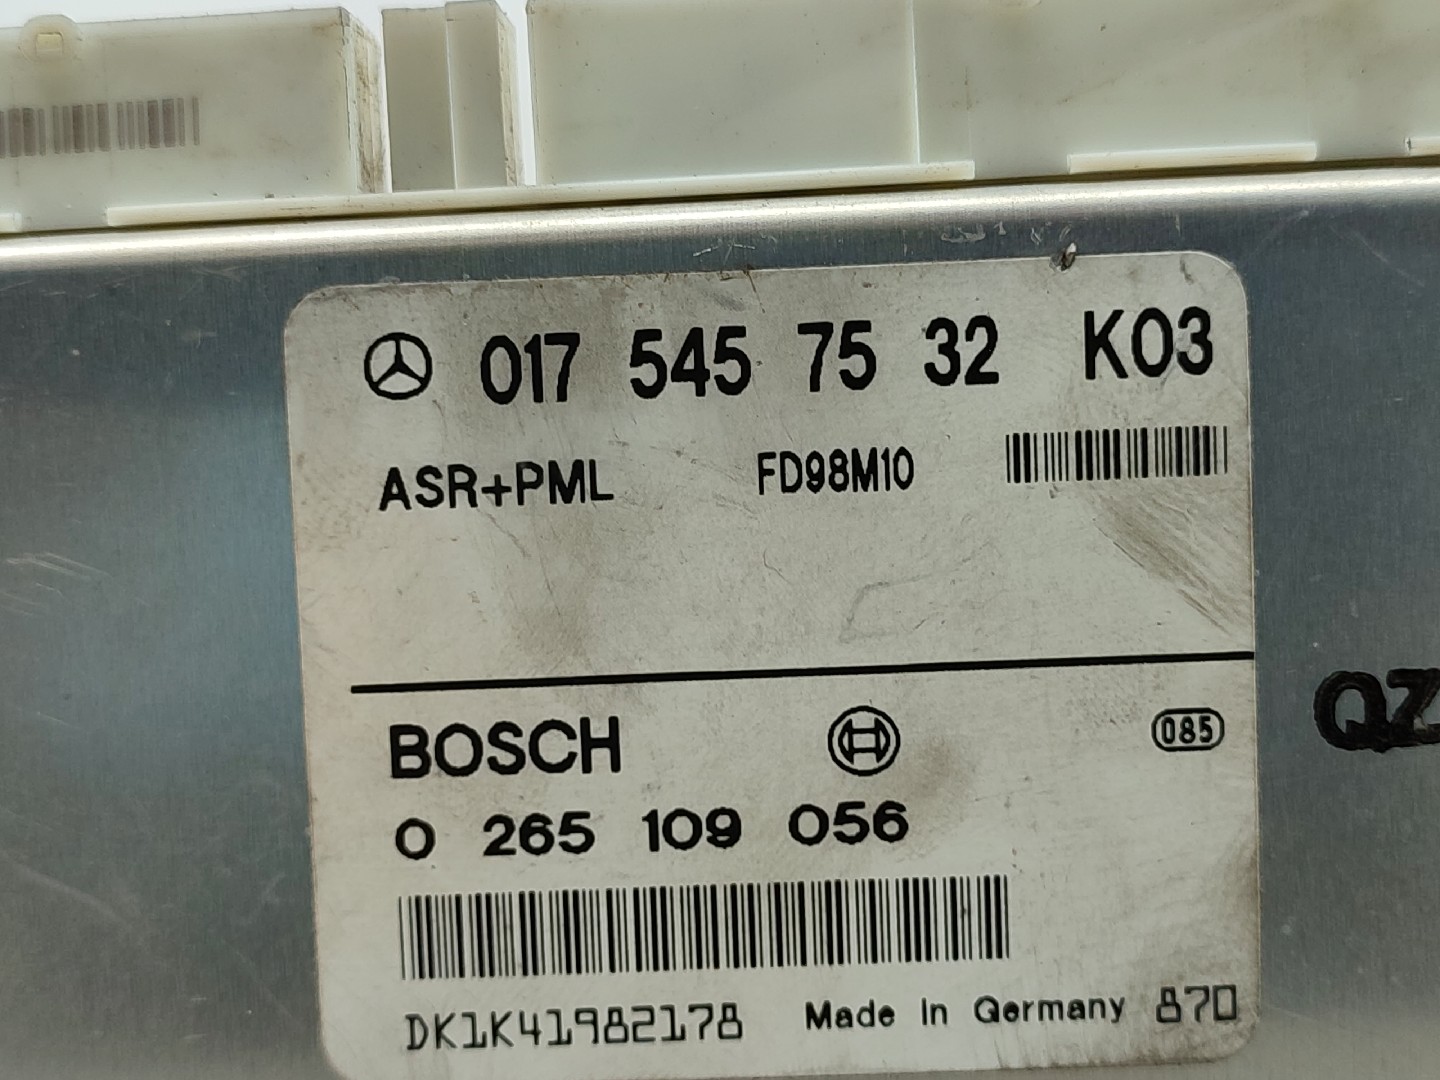 017 545 75 32 K03
ASR+PML FD98M10
BOSCH 085
0 265 109 056
DK1K41982178 Made In Germany 870
QZ